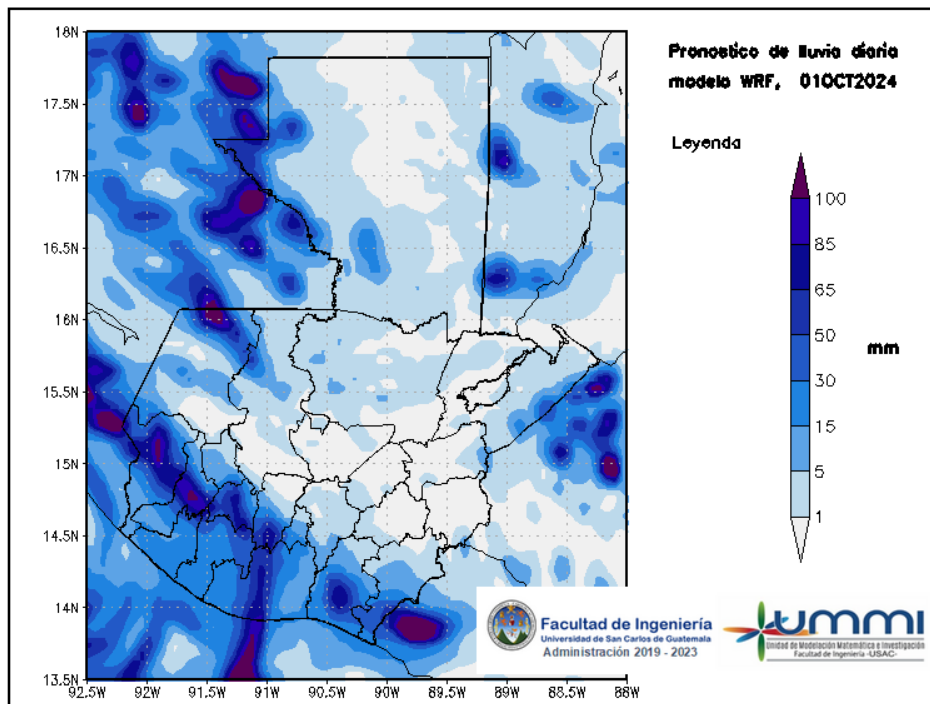 Pronostico de lluvia diaria
modelo WRF, 01OCT2024
Leyenda
100
85
65
50
30
15
5
1
mm
18N
17.5N
17N
16.5N
16N
15.5N
15N
14.5N
14N
13.5N
92.5W
92W
91.5W
91W
90.5W
90W
89.5W
89W
88.5W
88W
Facultad de Ingeniería
Universidad de San Carlos de Guatemala
Administración 2019 - 2023
UMMI
Unidad de Modelación Matemática e Investigación
Facultad de Ingeniería -USAC-